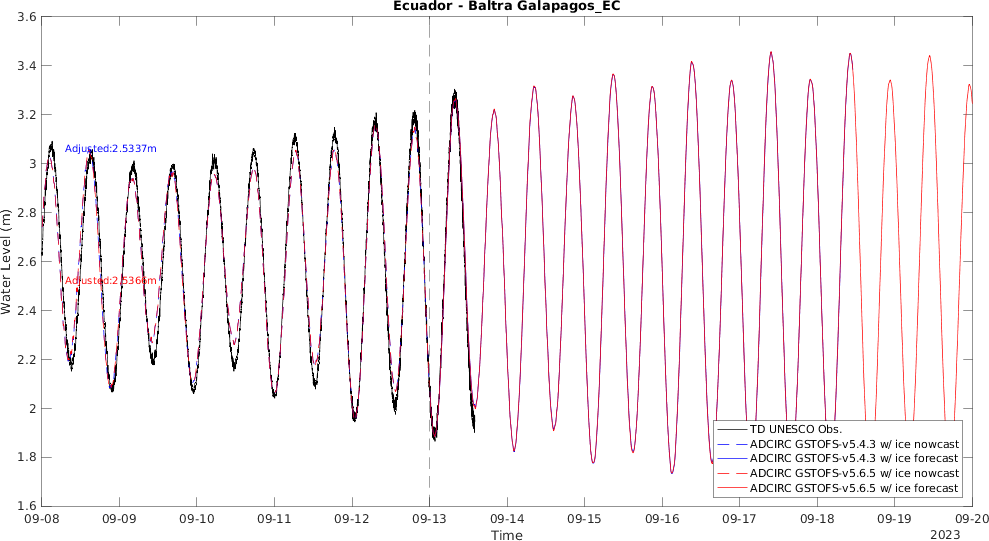 Ecuador - Baltra Galapagos_EC
3.6
3.4
3.2
3
2.8
2.6
2.4
2.2
2
1.8
1.6
Water Level (m)
Adjusted:2.5337m
Adjusted:2.5366m
TD UNESCO Obs.
ADCIRC GSTOFS-v5.4.3 w/ ice nowcast
ADCIRC GSTOFS-v5.4.3 w/ ice forecast
ADCIRC GSTOFS-v5.6.5 w/ ice nowcast
ADCIRC GSTOFS-v5.6.5 w/ ice forecast
09-08 09-09 09-10 09-11 09-12 09-13 09-14 09-15 09-16 09-17 09-18 09-19 09-20
Time
2023